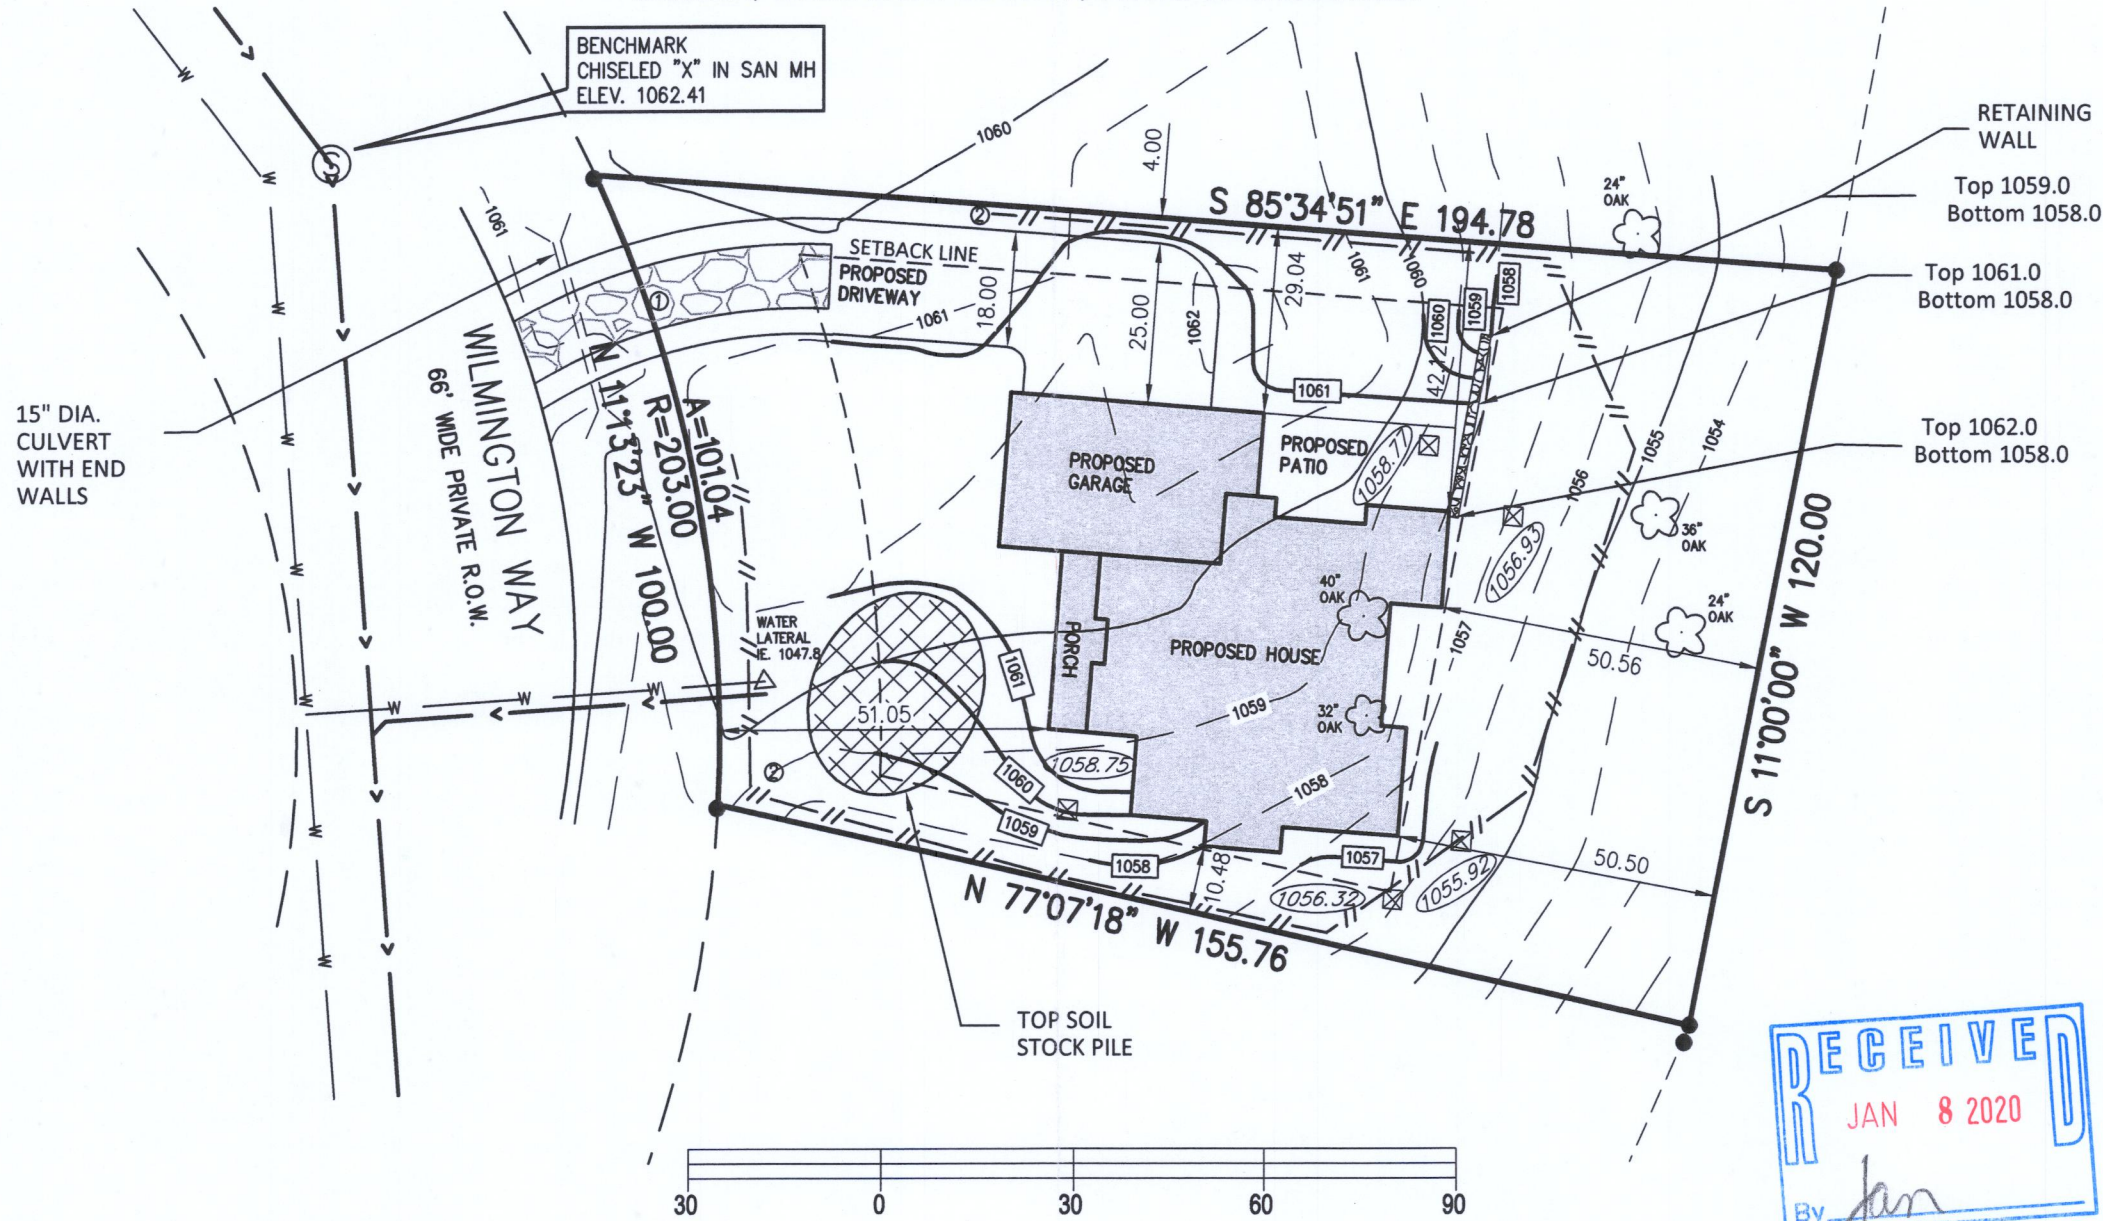 BENCHMARK
CHISELED "X" IN SAN MH
ELEV. 1062.41
RETAINING
WALL
Top 1059.0
Bottom 1058.0
Top 1061.0
Bottom 1058.0
Top 1062.0
Bottom 1058.0
15" DIA.
CULVERT
WITH END
WALLS
WILMINGTON WAY
66' WIDE PRIVATE R.O.W.
N 11°13'23" W 100.00
R=203.00
A=101.04
S 85°34'51" E 194.78
S 11°00'00" W 120.00
N 77°07'18" W 155.76
SETBACK LINE
PROPOSED
DRIVEWAY
PROPOSED
GARAGE
PROPOSED
PATIO
PROPOSED HOUSE
PORCH
WATER
LATERAL
IE. 1047.8
TOP SOIL
STOCK PILE
24"
OAK
36"
OAK
24"
OAK
40"
OAK
32"
OAK
1060
1061
1061
1062
1061
1060
1058
1059
1060
1061
1055
1054
1056
1057
1059
1058
1061
1060
1059
1058
1057
4.00
18.00
25.00
29.04
42.12
50.56
50.50
51.05
10.48
1058.77
1056.93
1058.75
1056.32
1055.92
1
2
2
S
W
W
W
W
W
W
W
W
W
W
W
W
30 0 30 60 90
RECEIVED
JAN 8 2020
By Jan